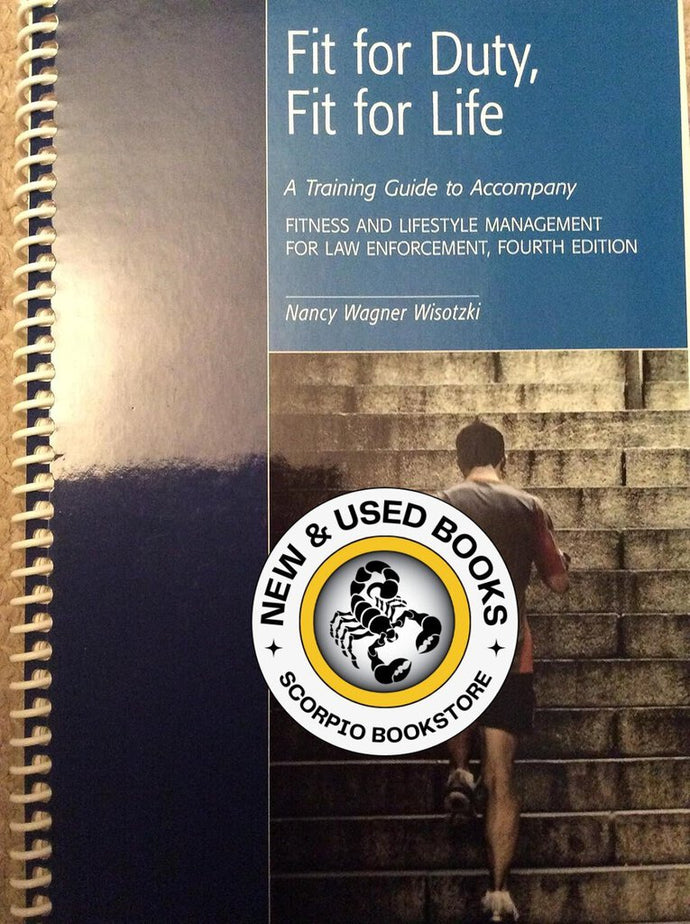 Fit for Duty,
Fit for Life
A Training Guide to Accompany
FITNESS AND LIFESTYLE MANAGEMENT
FOR LAW ENFORCEMENT, FOURTH EDITION
Nancy Wagner Wisotzki
NEW & USED BOOKS
SCORPIO BOOKSTORE